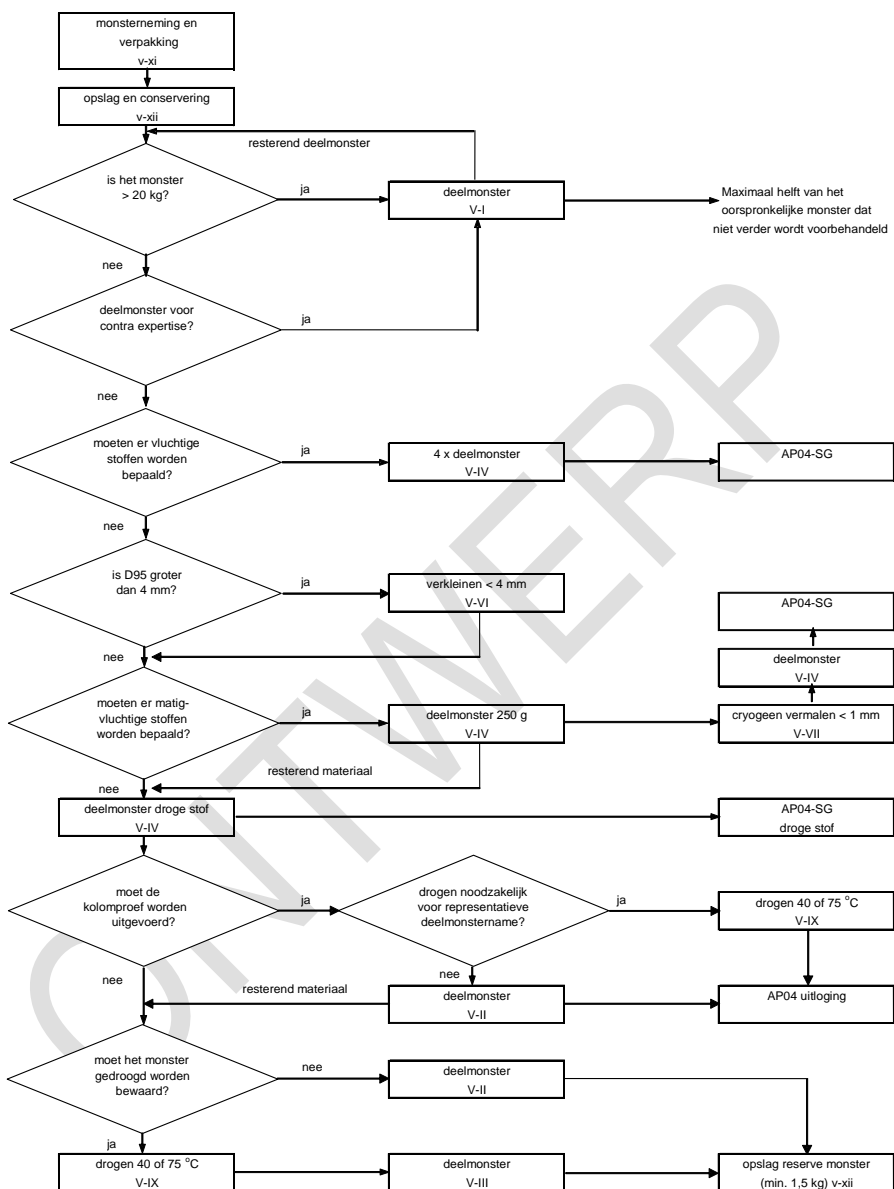 monsterneming en
verpakking
v-xi
opslag en conservering
v-xii
resterend deelmonster
is het monster
> 20 kg?
ja
deelmonster
V-I
Maximaal helft van het
oorspronkelijke monster dat
niet verder wordt voorbehandeld
nee
deelmonster voor
contra expertise?
ja
nee
moeten er vluchtige
stoffen worden
bepaald?
ja
4 x deelmonster
V-IV
AP04-SG
nee
is D95 groter
dan 4 mm?
ja
verkleinen < 4 mm
V-VI
AP04-SG
nee
deelmonster
V-IV
moeten er matig-
vluchtige stoffen
worden bepaald?
ja
deelmonster 250 g
V-IV
cryogeen vermalen < 1 mm
V-VII
resterend materiaal
nee
deelmonster droge stof
V-IV
AP04-SG
droge stof
moet de
kolomproef worden
uitgevoerd?
ja
drogen noodzakelijk
voor representatieve
deelmonstername?
ja
drogen 40 of 75 °C
V-IX
nee
nee
resterend materiaal
deelmonster
V-II
AP04 uitloging
moet het monster
gedroogd worden
bewaard?
nee
deelmonster
V-II
ja
drogen 40 of 75 °C
V-IX
deelmonster
V-III
opslag reserve monster
(min. 1,5 kg) v-xii
ONTWERP